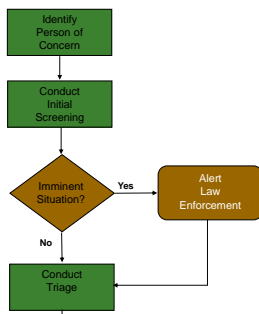 Identify
Person of
Concern
Conduct
Initial
Screening
Imminent
Situation?
Yes
Alert
Law
Enforcement
No
Conduct
Triage